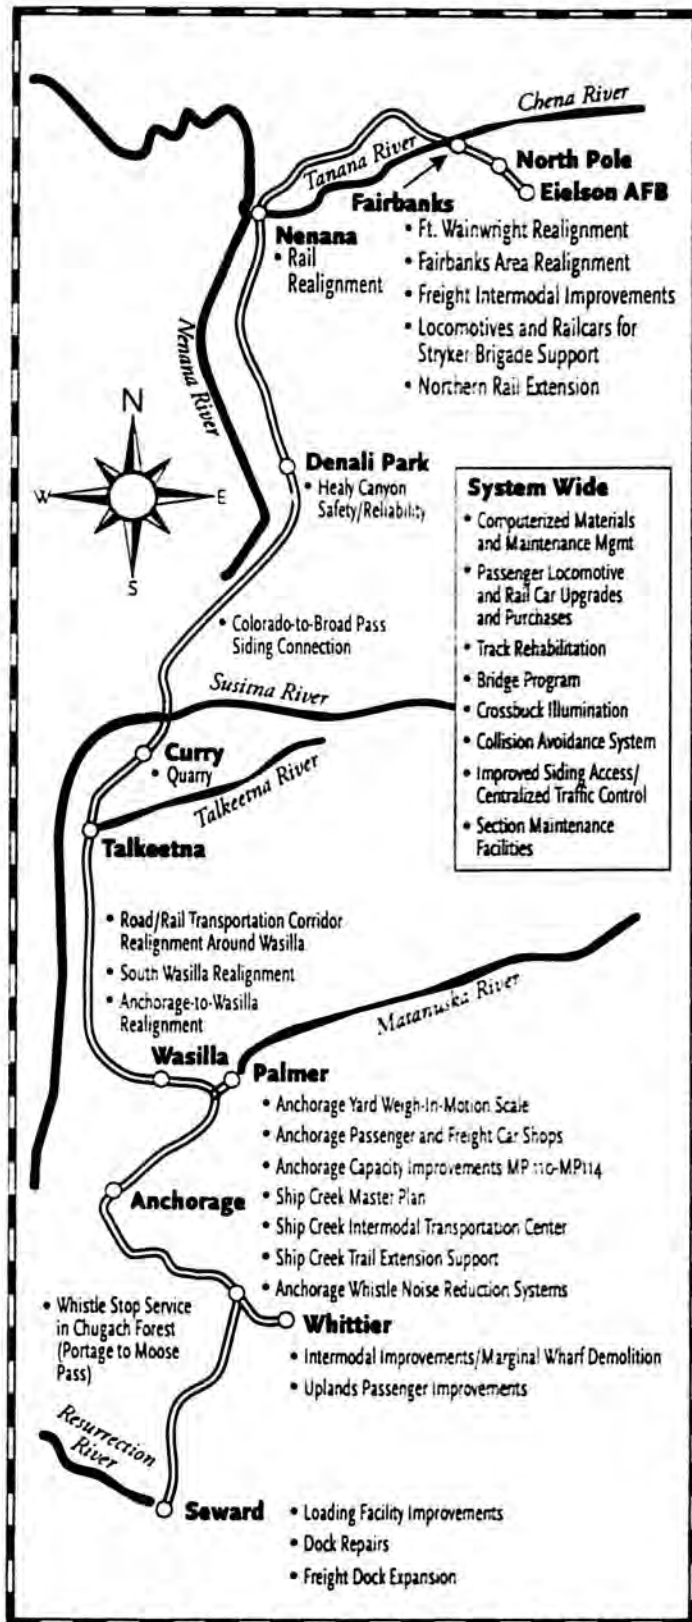 Chena River
Tanana River
North Pole
Eielson AFB
Fairbanks
• Ft. Wainwright Realignment
• Fairbanks Area Realignment
• Freight Intermodal Improvements
• Locomotives and Railcars for
Stryker Brigade Support
• Northern Rail Extension
Nenana
• Rail
Realignment
Nenana River
N
W
E
S
Denali Park
• Healy Canyon
Safety/Reliability
System Wide
• Computerized Materials
and Maintenance Mgmt
• Passenger Locomotive
and Rail Car Upgrades
and Purchases
• Track Rehabilitation
• Bridge Program
• Crossbuck Illumination
• Collision Avoidance System
• Improved Siding Access/
Centralized Traffic Control
• Section Maintenance
Facilities
• Colorado-to-Broad Pass
Siding Connection
Susitna River
Curry
• Quarry
Talkeetna River
Talkeetna
• Road/Rail Transportation Corridor
Realignment Around Wasilla
• South Wasilla Realignment
• Anchorage-to-Wasilla
Realignment
Matanuska River
Wasilla
Palmer
• Anchorage Yard Weigh-In-Motion Scale
• Anchorage Passenger and Freight Car Shops
• Anchorage Capacity Improvements MP 110-MP114
• Ship Creek Master Plan
• Ship Creek Intermodal Transportation Center
• Ship Creek Trail Extension Support
• Anchorage Whistle Noise Reduction Systems
Anchorage
• Whistle Stop Service
in Chugach Forest
(Portage to Moose
Pass)
Whittier
• Intermodal Improvements/Marginal Wharf Demolition
• Uplands Passenger Improvements
Resurrection
River
Seward
• Loading Facility Improvements
• Dock Repairs
• Freight Dock Expansion